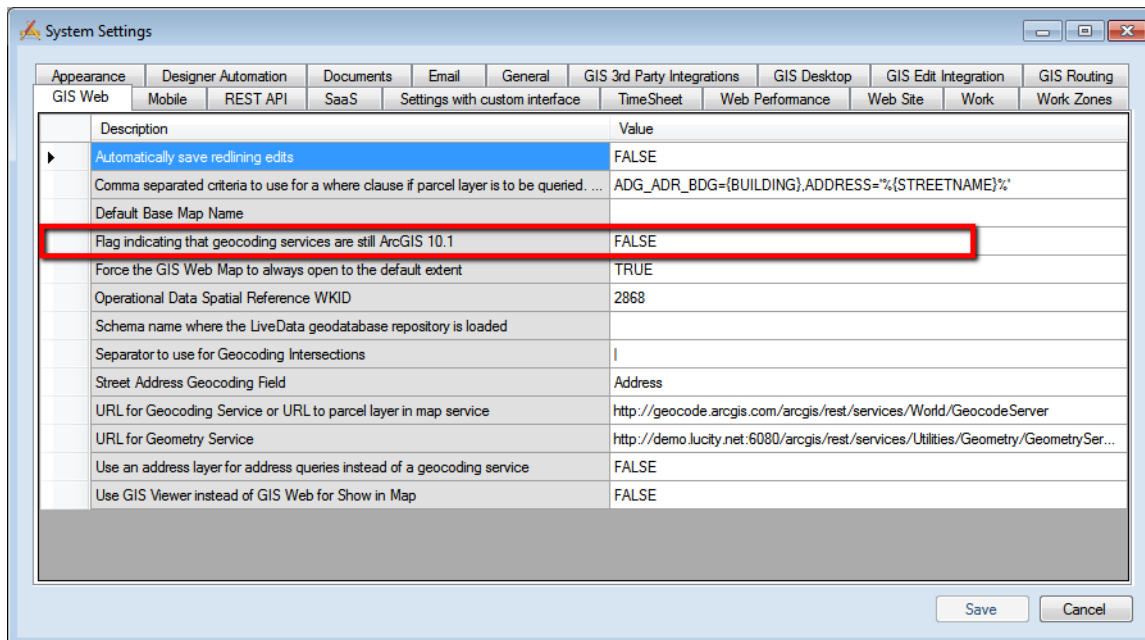 System Settings
Appearance Designer Automation Documents Email General GIS 3rd Party Integrations GIS Desktop GIS Edit Integration GIS Routing
GIS Web Mobile REST API SaaS Settings with custom interface TimeSheet Web Performance Web Site Work Work Zones
Description Value
Automatically save redlining edits FALSE
Comma separated criteria to use for a where clause if parcel layer is to be queried. ... ADG_ADR_BDG={BUILDING},ADDRESS='%{STREETNAME}%'
Default Base Map Name
Flag indicating that geocoding services are still ArcGIS 10.1 FALSE
Force the GIS Web Map to always open to the default extent TRUE
Operational Data Spatial Reference WKID 2868
Schema name where the LiveData geodatabase repository is loaded
Separator to use for Geocoding Intersections |
Street Address Geocoding Field Address
URL for Geocoding Service or URL to parcel layer in map service http://geocode.arcgis.com/arcgis/rest/services/World/GeocodeServer
URL for Geometry Service http://demo.lucity.net:6080/arcgis/rest/services/Utilities/Geometry/GeometrySer...
Use an address layer for address queries instead of a geocoding service FALSE
Use GIS Viewer instead of GIS Web for Show in Map FALSE
Save Cancel